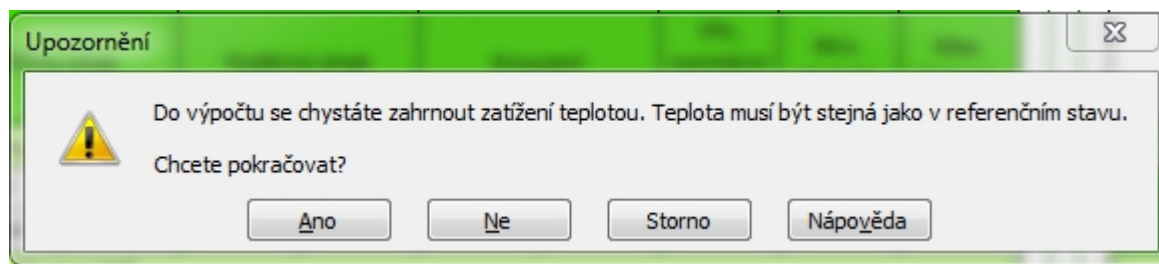 Upozornění
Do výpočtu se chystáte zahrnout zatížení teplotou. Teplota musí být stejná jako v referenčním stavu.
Chcete pokračovat?
Ano
Ne
Storno
Nápověda